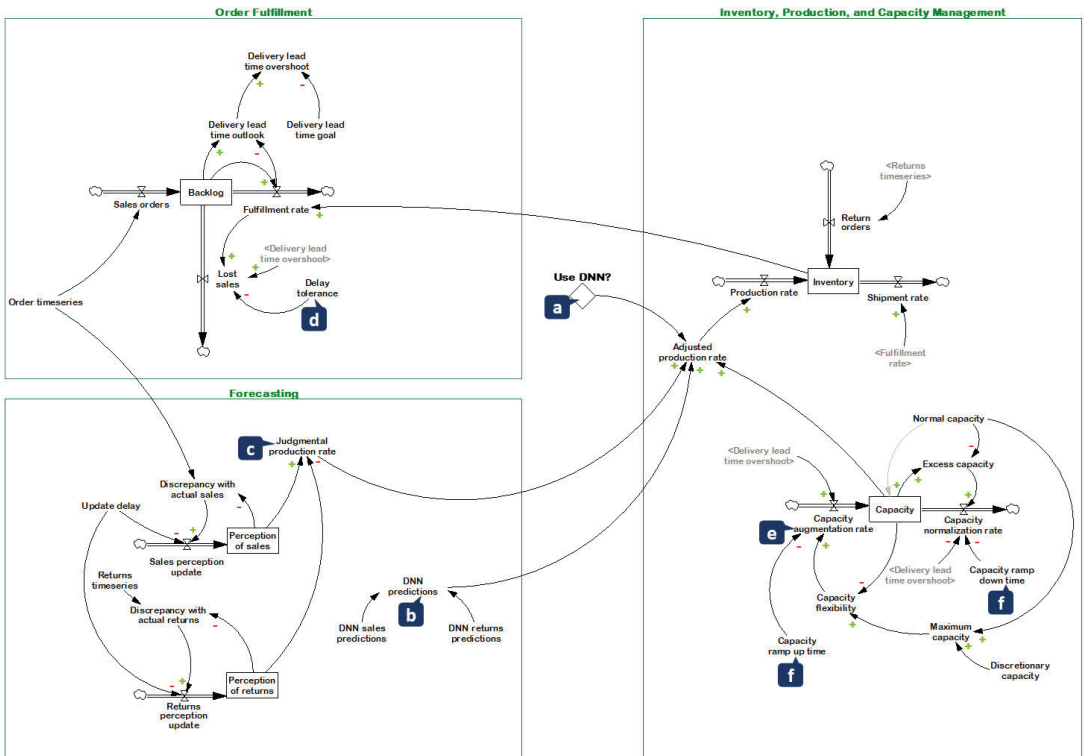 Order Fulfillment
Delivery lead
time overshoot
+
-
Delivery lead
time outlook
Delivery lead
time goal
+
-
+
Backlog
Sales orders
Fulfillment rate
+
+
+
<Delivery lead
time overshoot>
Lost
sales
-
Delay
tolerance
d
Order timeseries
Use DNN?
a
Inventory, Production, and Capacity Management
<Returns
timeseries>
Return
orders
Inventory
Production rate
+
Shipment rate
+
<Fulfillment
rate>
Adjusted
production rate
+
+
+
Normal capacity
-
<Delivery lead
time overshoot>
Excess capacity
+
+
+
+
Capacity
e
Capacity
augmentation rate
-
+
Capacity
normalization rate
-
-
<Delivery lead
time overshoot>
Capacity ramp
down time
f
-
Capacity
flexibility
+
Maximum
capacity
+
+
Capacity
ramp up time
f
Discretionary
capacity
Forecasting
c
Judgmental
production rate
+
-
Discrepancy with
actual sales
-
Update delay
-
+
Perception
of sales
Sales perception
update
Returns
timeseries
Discrepancy with
actual returns
-
DNN
predictions
b
DNN sales
predictions
DNN returns
predictions
-
+
Perception
of returns
Returns
perception
update